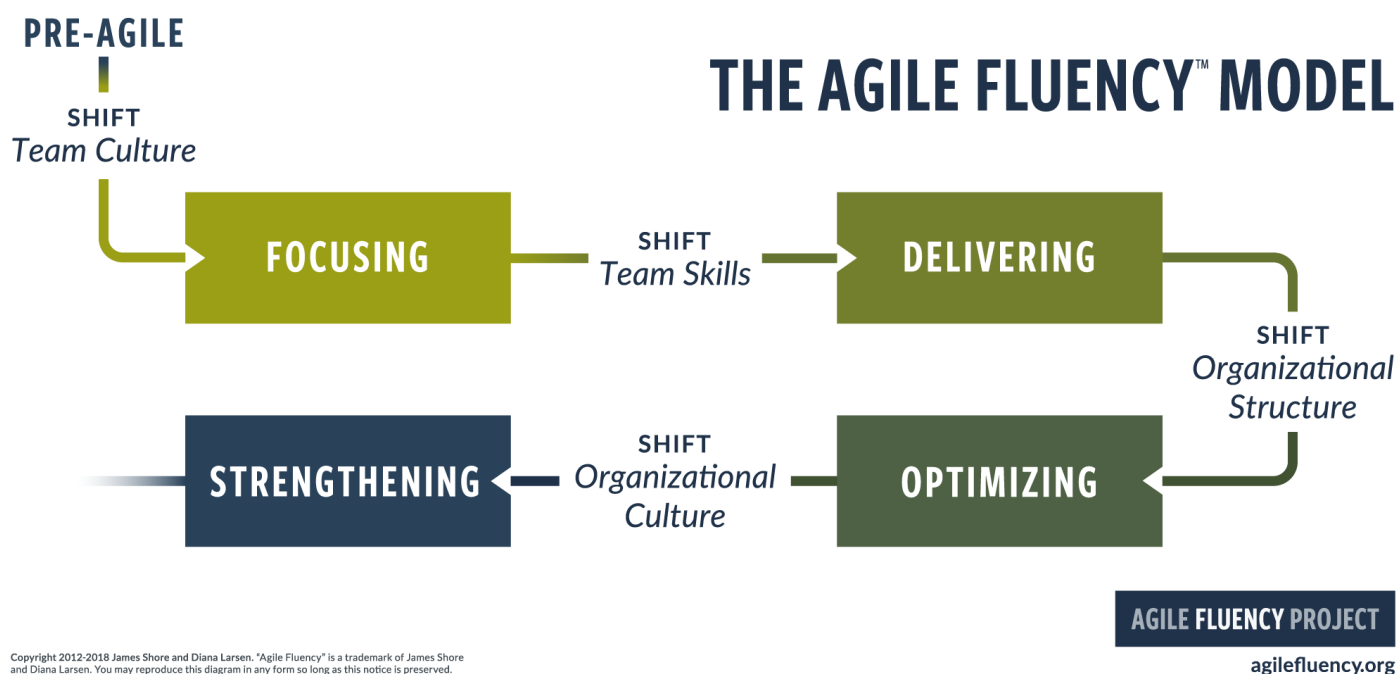 PRE-AGILE
THE AGILE FLUENCY™ MODEL
SHIFT
Team Culture
FOCUSING
SHIFT
Team Skills
DELIVERING
SHIFT
Organizational
Structure
OPTIMIZING
SHIFT
Organizational
Culture
STRENGTHENING
AGILE FLUENCY PROJECT
agilefluency.org
Copyright 2012-2018 James Shore and Diana Larsen. "Agile Fluency" is a trademark of James Shore
and Diana Larsen. You may reproduce this diagram in any form so long as this notice is preserved.